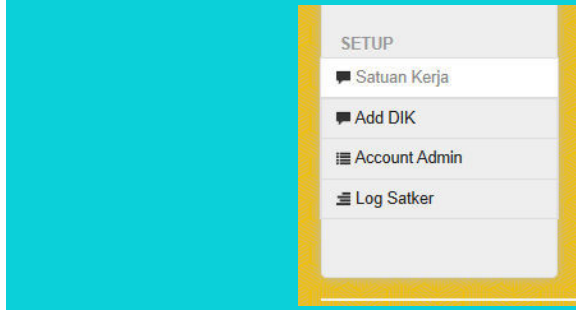 SETUP
Satuan Kerja
Add DIK
Account Admin
Log Satker